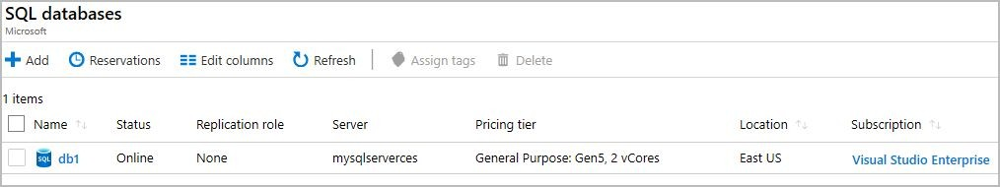 SQL databases
Microsoft
Add Reservations Edit columns Refresh Assign tags Delete
1 items
Name Status Replication role Server Pricing tier Location Subscription
SQL db1 Online None mysqlserverces General Purpose: Gen5, 2 vCores East US Visual Studio Enterprise